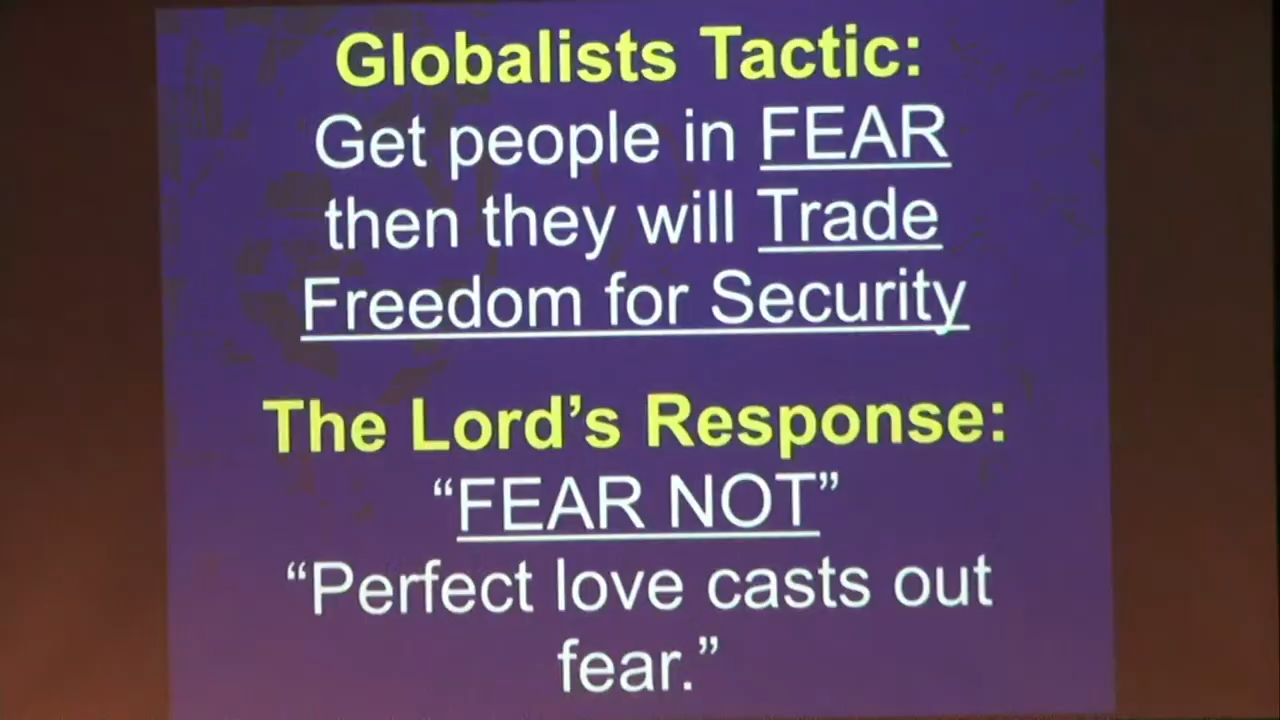 Globalists Tactic:
Get people in FEAR
then they will Trade
Freedom for Security
The Lord’s Response:
“FEAR NOT”
“Perfect love casts out
fear.”